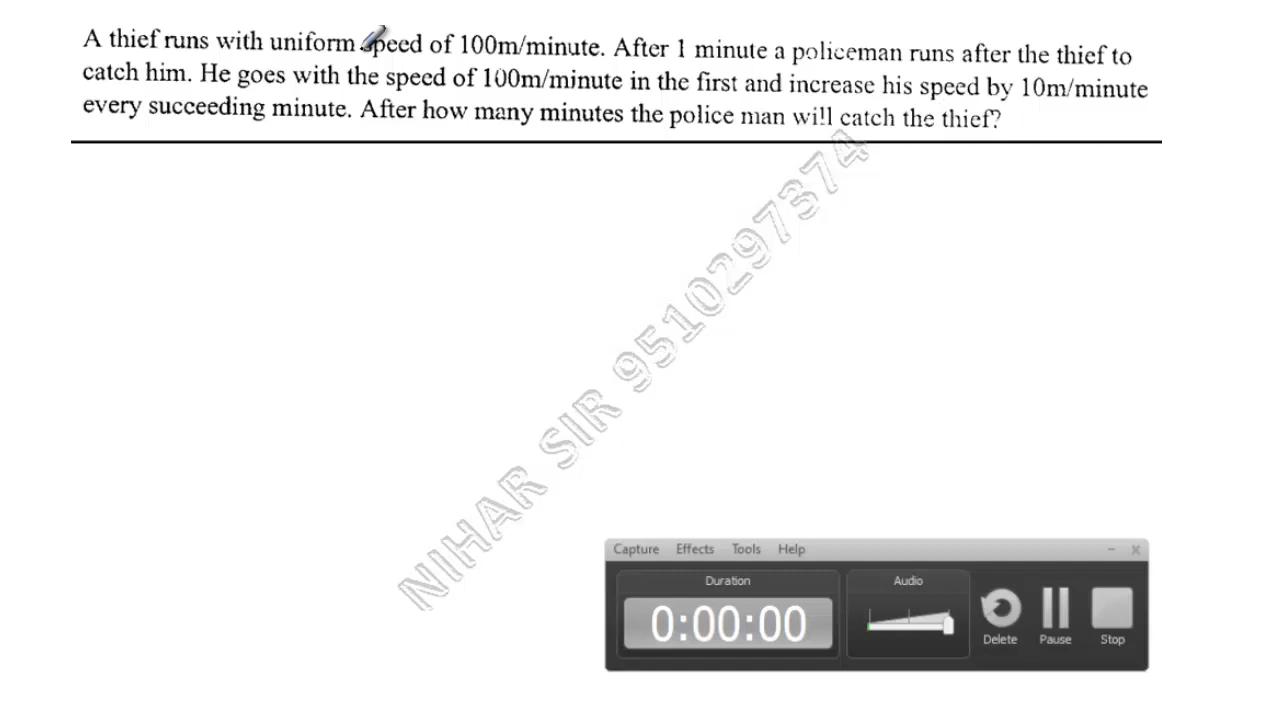 A thief runs with uniform speed of 100m/minute. After 1 minute a policeman runs after the thief to
catch him. He goes with the speed of 100m/minute in the first and increase his speed by 10m/minute
every succeeding minute. After how many minutes the police man will catch the thief?
NIHAR SIR 9510297374
Capture Effects Tools Help
Duration Audio
0:00:00
Delete Pause Stop